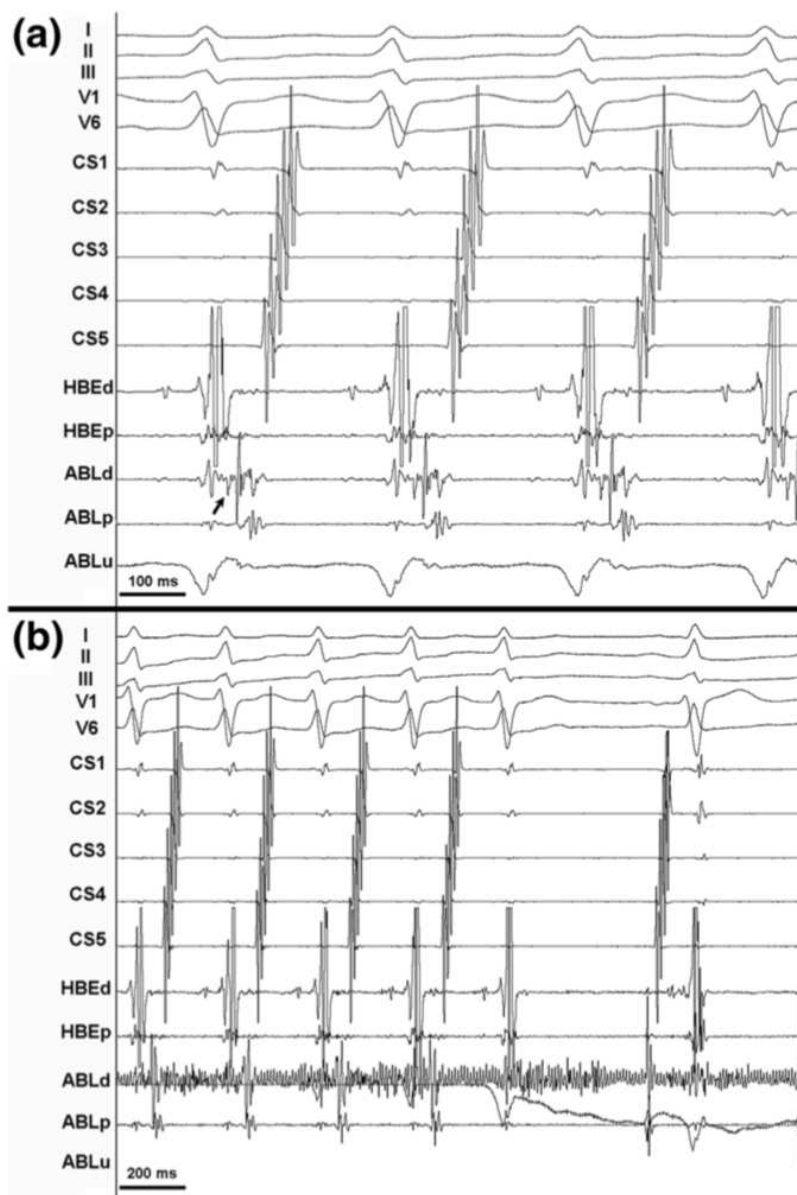 (a)
I
II
III
V1
V6
CS1
CS2
CS3
CS4
CS5
HBEd
HBEp
ABLd
ABLp
ABLu
100 ms
(b)
I
II
III
V1
V6
CS1
CS2
CS3
CS4
CS5
HBEd
HBEp
ABLd
ABLp
ABLu
200 ms